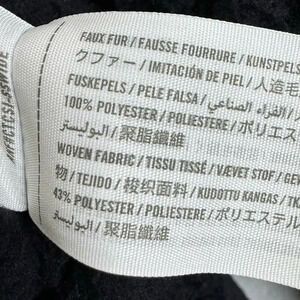 FAUX FUR / FAUSSE FOURRURE / KUNSTPELS
クファー / IMITACIÓN DE PIEL / 人造毛
FUSKEPELS / PELE FALSA / الفراء الصناعي /
100% POLYESTER / POLIESTERE / ポリエス
البوليستر / 聚脂纖維
WOVEN FABRIC / TISSU TISSÉ / VÆVET STOF / GEW
物 / TEJIDO / 梭织面料 / KUDOTTU KANGAS / TK
43% POLYESTER / POLIESTERE / ポリエステル
البوليستر / 聚脂纖維